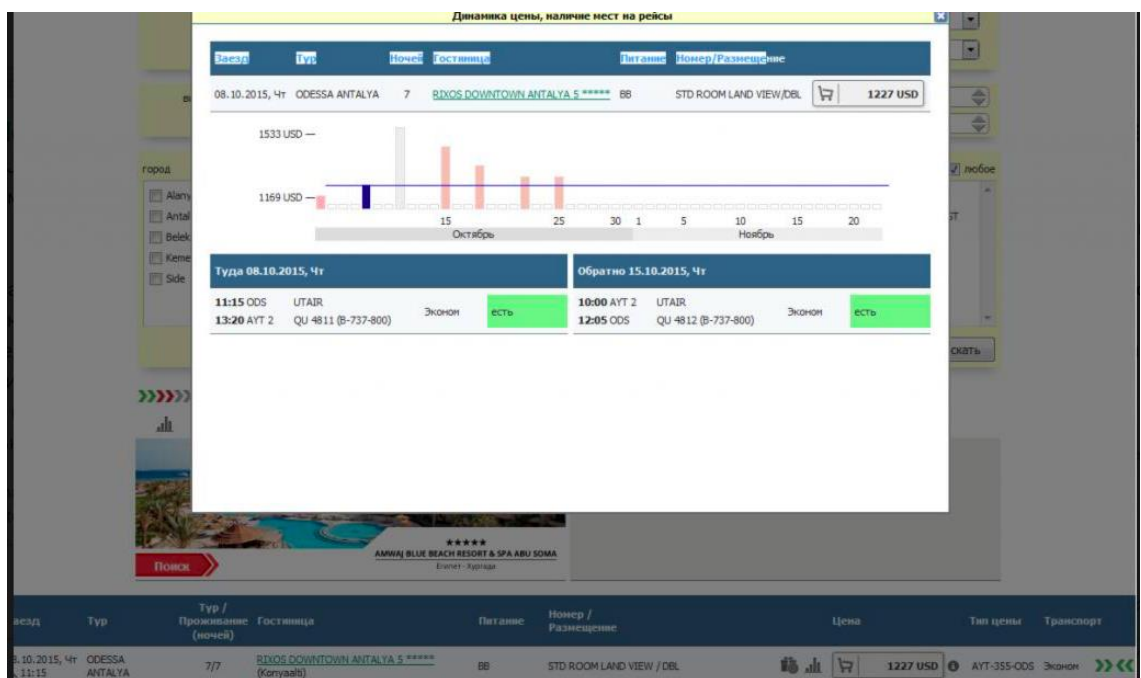 Динамика цены, наличие мест на рейсы
Заезд Тур Ночей Гостиница Питание Номер/Размещение
08.10.2015, Чт ODESSA ANTALYA 7 RIXOS DOWNTOWN ANTALYA 5 ***** BB STD ROOM LAND VIEW/DBL 1227 USD
1533 USD
1169 USD
15 25 30 1 5 10 15 20
Октябрь Ноябрь
город
любое
Alany
Antal
Belek
Keme
Side
ST
Туда 08.10.2015, Чт Обратно 15.10.2015, Чт
11:15 ODS UTAIR Эконом есть 10:00 AYT 2 UTAIR Эконом есть
13:20 AYT 2 QU 4811 (B-737-800) 12:05 ODS QU 4812 (B-737-800)
скать
★★★★★
AMWAJ BLUE BEACH RESORT & SPA ABU SOMA
Египет - Хургада
Поиск
аезд Тур Тур / Проживание (ночей) Гостиница Питание Номер / Размещение Цена Тип цены Транспорт
8.10.2015, Чт ODESSA 7/7 RIXOS DOWNTOWN ANTALYA 5 ***** BB STD ROOM LAND VIEW / DBL 1227 USD AYT-355-ODS Эконом
, 11:15 ANTALYA (Konyaalti)